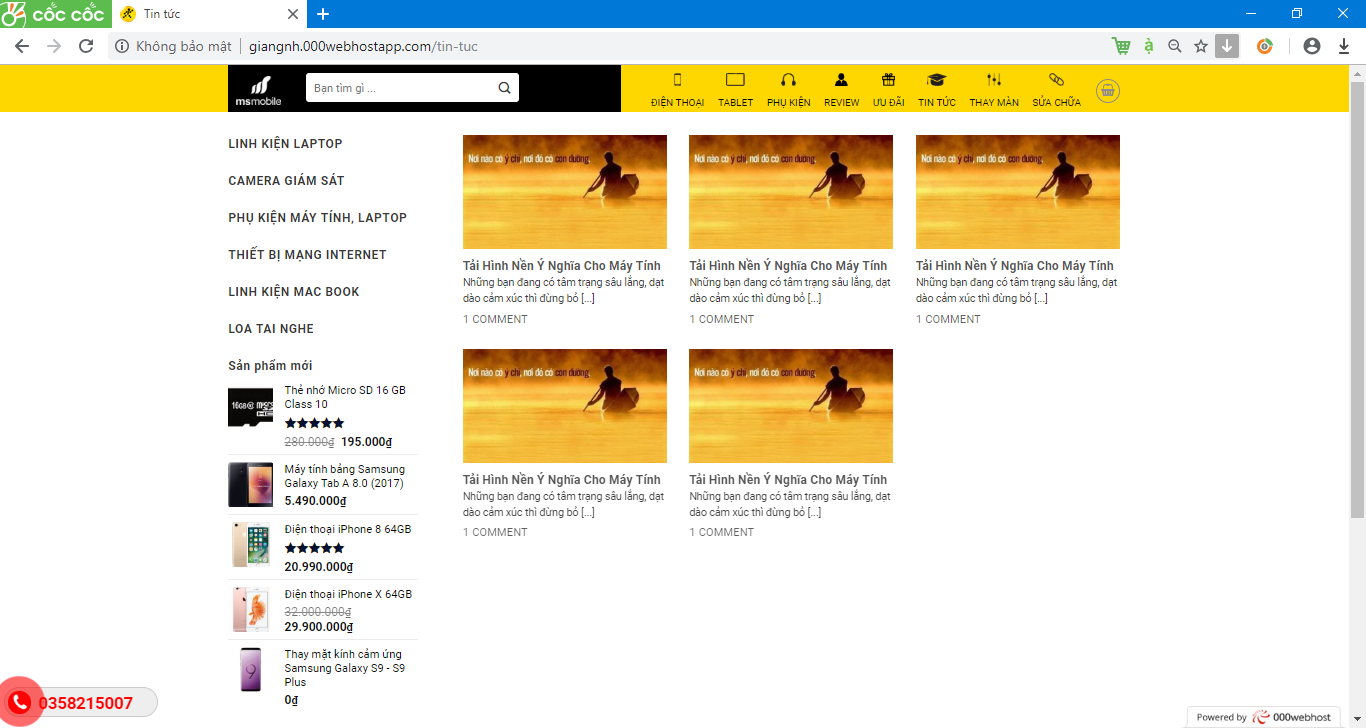 cốc cốc
Tin tức
Không bảo mật
giangnh.000webhostapp.com/tin-tuc
msmobile
Bạn tìm gì ...
ĐIỆN THOẠI
TABLET
PHỤ KIỆN
REVIEW
ƯU ĐÃI
TIN TỨC
THAY MÀN
SỬA CHỮA
LINH KIỆN LAPTOP
CAMERA GIÁM SÁT
PHỤ KIỆN MÁY TÍNH, LAPTOP
THIẾT BỊ MẠNG INTERNET
LINH KIỆN MAC BOOK
LOA TAI NGHE
Sản phẩm mới
16GB
Thẻ nhớ Micro SD 16 GB
Class 10
280.000₫ 195.000₫
Máy tính bảng Samsung
Galaxy Tab A 8.0 (2017)
5.490.000₫
Điện thoại iPhone 8 64GB
20.990.000₫
Điện thoại iPhone X 64GB
32.000.000₫
29.900.000₫
Thay mặt kính cảm ứng
Samsung Galaxy S9 - S9
Plus
0₫
0358215007
Nơi nào có ý chí, nơi đó có con đường.
Tải Hình Nền Ý Nghĩa Cho Máy Tính
Những bạn đang có tâm trạng sâu lắng, dạt
dào cảm xúc thì đừng bỏ [...]
1 COMMENT
Nơi nào có ý chí, nơi đó có con đường.
Tải Hình Nền Ý Nghĩa Cho Máy Tính
Những bạn đang có tâm trạng sâu lắng, dạt
dào cảm xúc thì đừng bỏ [...]
1 COMMENT
Nơi nào có ý chí, nơi đó có con đường.
Tải Hình Nền Ý Nghĩa Cho Máy Tính
Những bạn đang có tâm trạng sâu lắng, dạt
dào cảm xúc thì đừng bỏ [...]
1 COMMENT
Nơi nào có ý chí, nơi đó có con đường.
Tải Hình Nền Ý Nghĩa Cho Máy Tính
Những bạn đang có tâm trạng sâu lắng, dạt
dào cảm xúc thì đừng bỏ [...]
1 COMMENT
Nơi nào có ý chí, nơi đó có con đường.
Tải Hình Nền Ý Nghĩa Cho Máy Tính
Những bạn đang có tâm trạng sâu lắng, dạt
dào cảm xúc thì đừng bỏ [...]
1 COMMENT
Powered by 000webhost